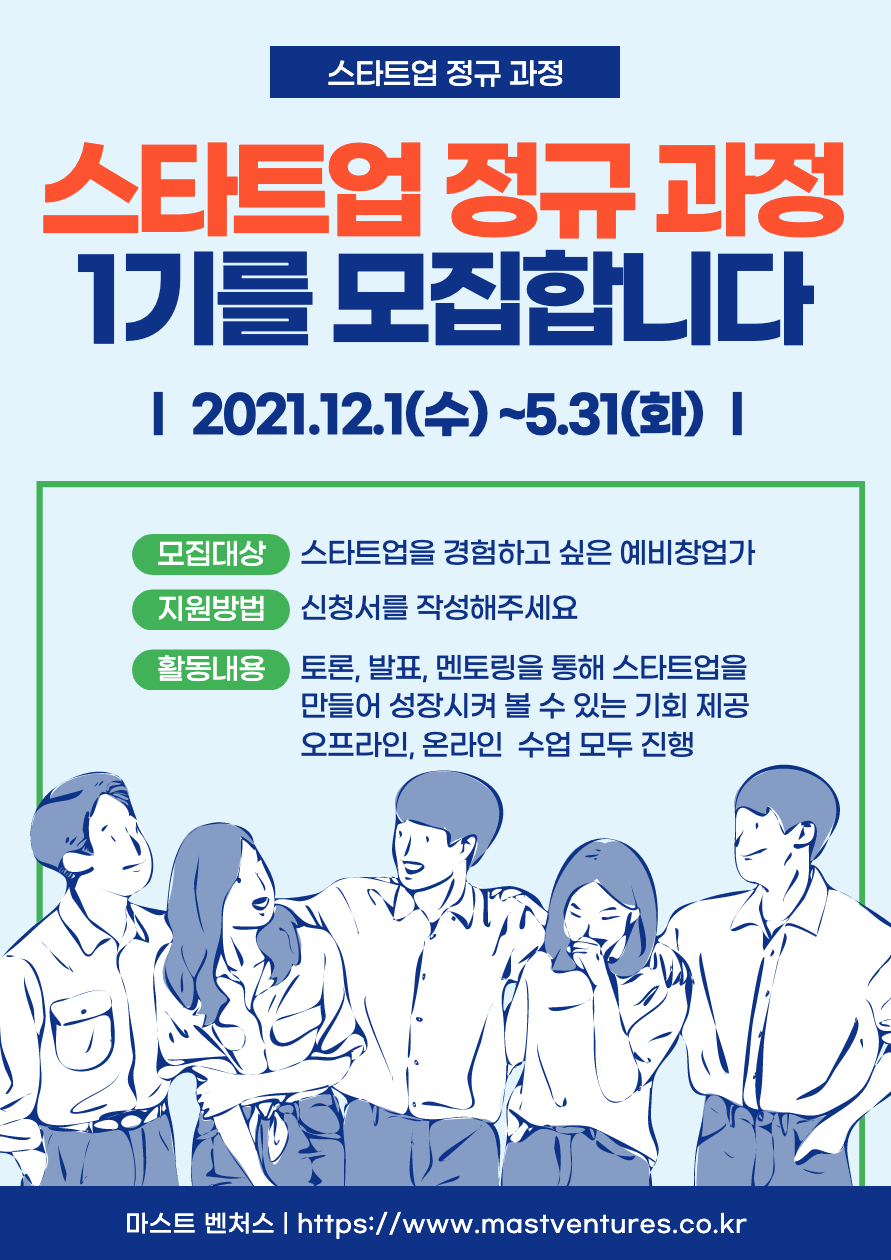 스타트업 정규 과정
스타트업 정규 과정
1기를 모집합니다
| 2021.12.1(수) ~5.31(화) |
모집대상 스타트업을 경험하고 싶은 예비창업가
지원방법 신청서를 작성해주세요
활동내용 토론, 발표, 멘토링을 통해 스타트업을
만들어 성장시켜 볼 수 있는 기회 제공
오프라인, 온라인 수업 모두 진행
마스트 벤처스 | https://www.mastventures.co.kr